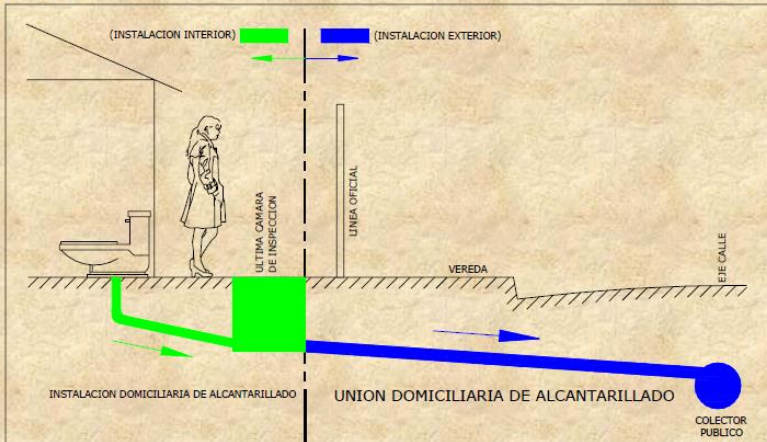 (INSTALACION INTERIOR)
(INSTALACION EXTERIOR)
ULTIMA CAMARA
DE INSPECCION
LINEA OFICIAL
VEREDA
EJE CALLE
INSTALACION DOMICILIARIA DE ALCANTARILLADO
UNION DOMICILIARIA DE ALCANTARILLADO
COLECTOR
PUBLICO